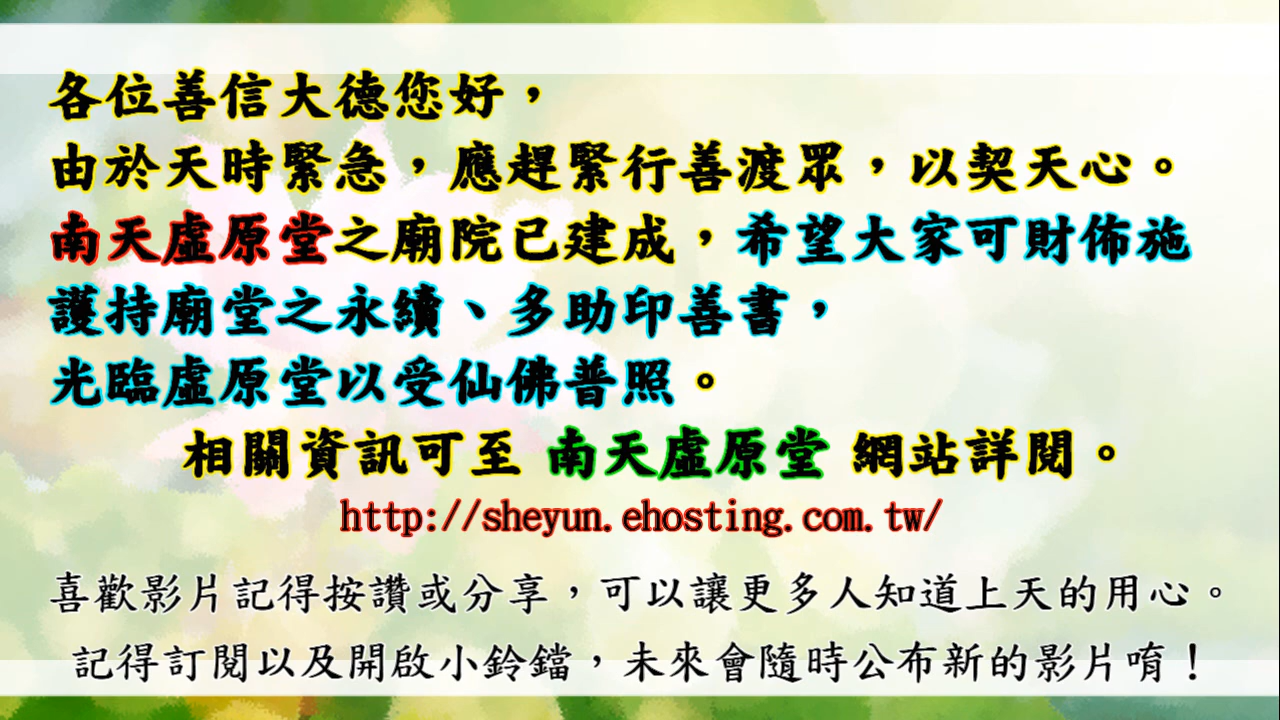 各位善信大德您好，
由於天時緊急，應趕緊行善渡眾，以契天心。
南天虛原堂之廟院已建成，希望大家可財佈施
護持廟堂之永續、多助印善書，
光臨虛原堂以受仙佛普照。
相關資訊可至 南天虛原堂 網站詳閱。
http://sheyun.ehosting.com.tw/
喜歡影片記得按讚或分享，可以讓更多人知道上天的用心。
記得訂閱以及開啟小鈴鐺，未來會隨時公布新的影片唷！